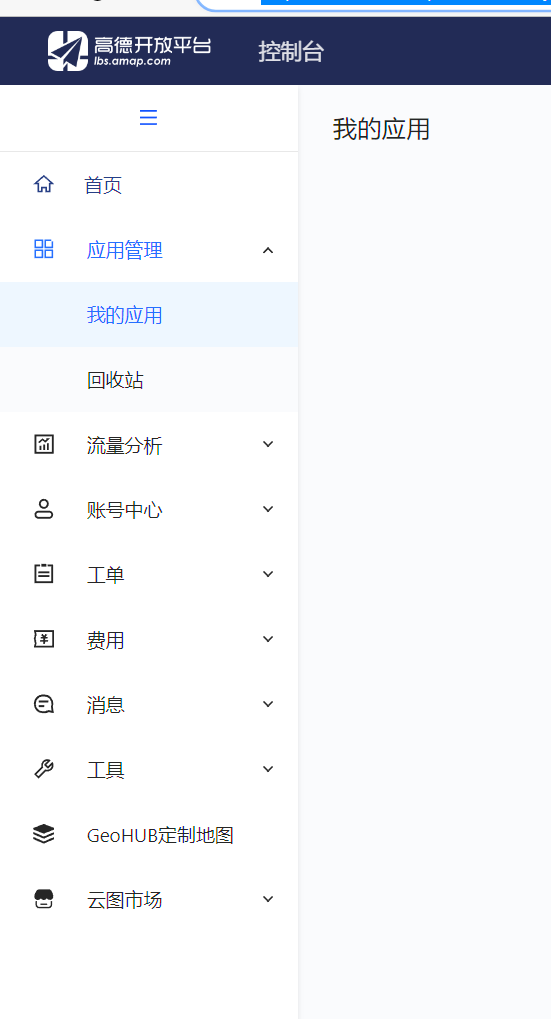 高德开放平台
lbs.amap.com
控制台
我的应用
首页
应用管理
我的应用
回收站
流量分析
账号中心
工单
费用
消息
工具
GeoHUB定制地图
云图市场